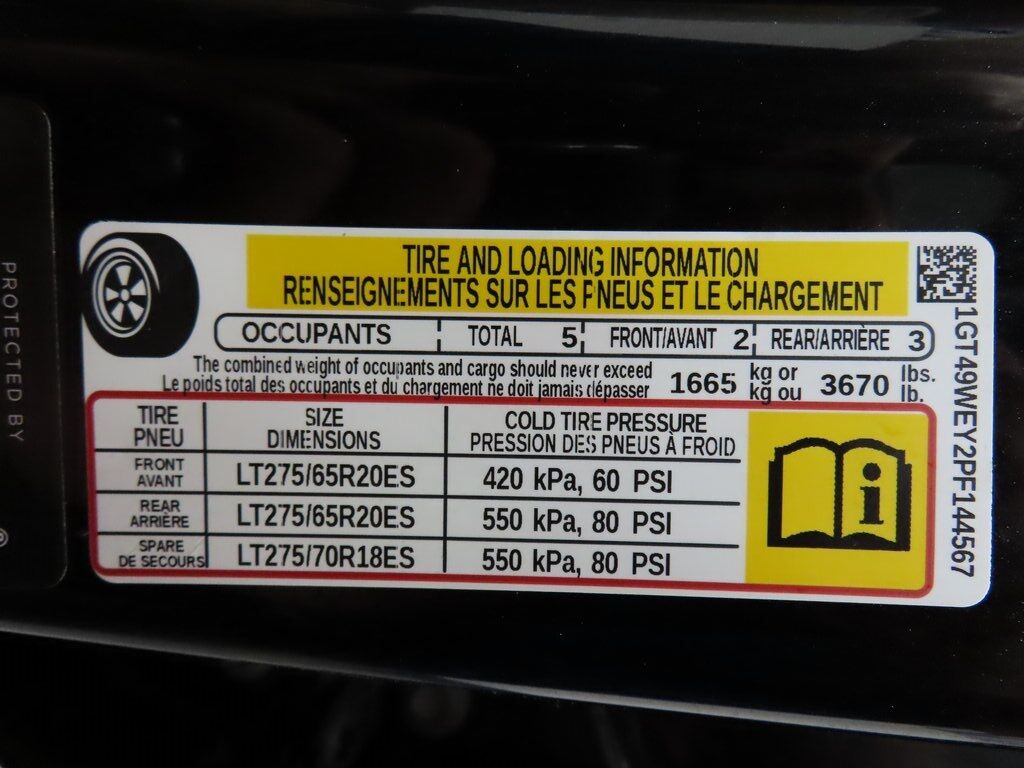 TIRE AND LOADING INFORMATION
RENSEIGNEMENTS SUR LES PNEUS ET LE CHARGEMENT
OCCUPANTS TOTAL 5 FRONT/AVANT 2 REAR/ARRIÈRE 3
The combined weight of occupants and cargo should never exceed 1665 kg or 3670 lbs.
Le poids total des occupants et du chargement ne doit jamais dépasser kg ou lb.
TIRE SIZE COLD TIRE PRESSURE
PNEU DIMENSIONS PRESSION DES PNEUS À FROID
FRONT
AVANT LT275/65R20ES 420 kPa, 60 PSI
REAR
ARRIÈRE LT275/65R20ES 550 kPa, 80 PSI
SPARE
DE SECOURS LT275/70R18ES 550 kPa, 80 PSI
i
1GT49WEY2PF144567
PROTECTED BY
®